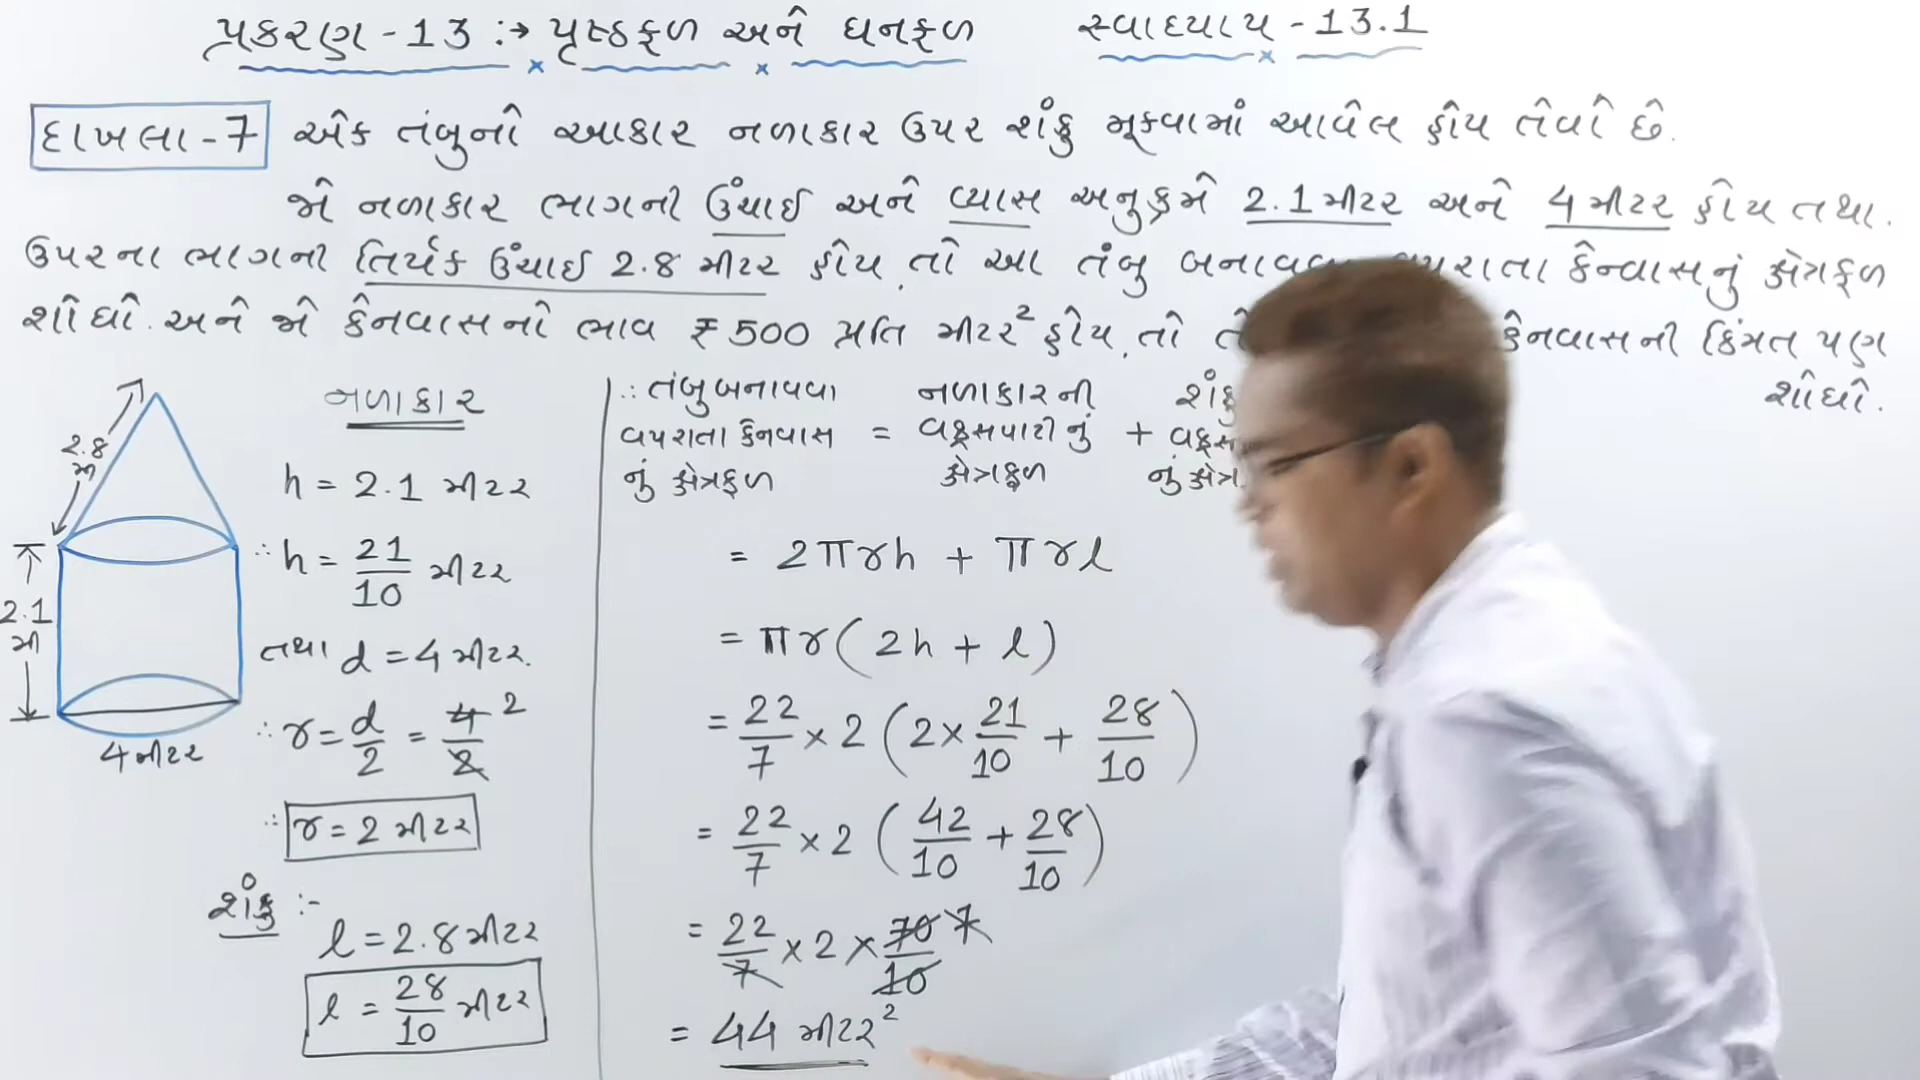 પ્રકરણ - 13 :→ પૃષ્ઠફળ અને ઘનફળ સ્વાધ્યાય - 13.1
દાખલા - 7 એક તંબુનો આકાર નળાકાર ઉપર શંકુ મૂકવામાં આવેલ હોય તેવો છે.
જો નળાકાર ભાગની ઉંચાઈ અને વ્યાસ અનુક્રમે 2.1 મીટર અને 4 મીટર હોય તથા.
ઉપરના ભાગની તિર્યક ઉંચાઈ 2.8 મીટર હોય, તો આ તંબુ કેન્વાસનું ક્ષેત્રફળ
શોધો. અને જો કેનવાસનો ભાવ ₹ 500 પ્રતિ મીટર² હોય, તો કેનવાસની કિંમત પણ
શોધો.
2.8 મી
2.1 મી
4 મીટર
નળાકાર
h = 2.1 મીટર
∴ h = 21/10 મીટર
તથા d = 4 મીટર.
∴ r = d/2 = 4/2 2
∴ r = 2 મીટર
શંકુ :-
l = 2.8 મીટર
l = 28/10 મીટર
∴ તંબુ બનાવવા નળાકારની
વપરાતા કેનવાસ = વક્રસપાટીનું +
નું ક્ષેત્રફળ ક્ષેત્રફળ
= 2πrh + πrl
= πr(2h + l)
= 22/7 × 2 (2 × 21/10 + 28/10)
= 22/7 × 2 (42/10 + 28/10)
= 22/7 × 2 × 70/10 7
= 44 મીટર²